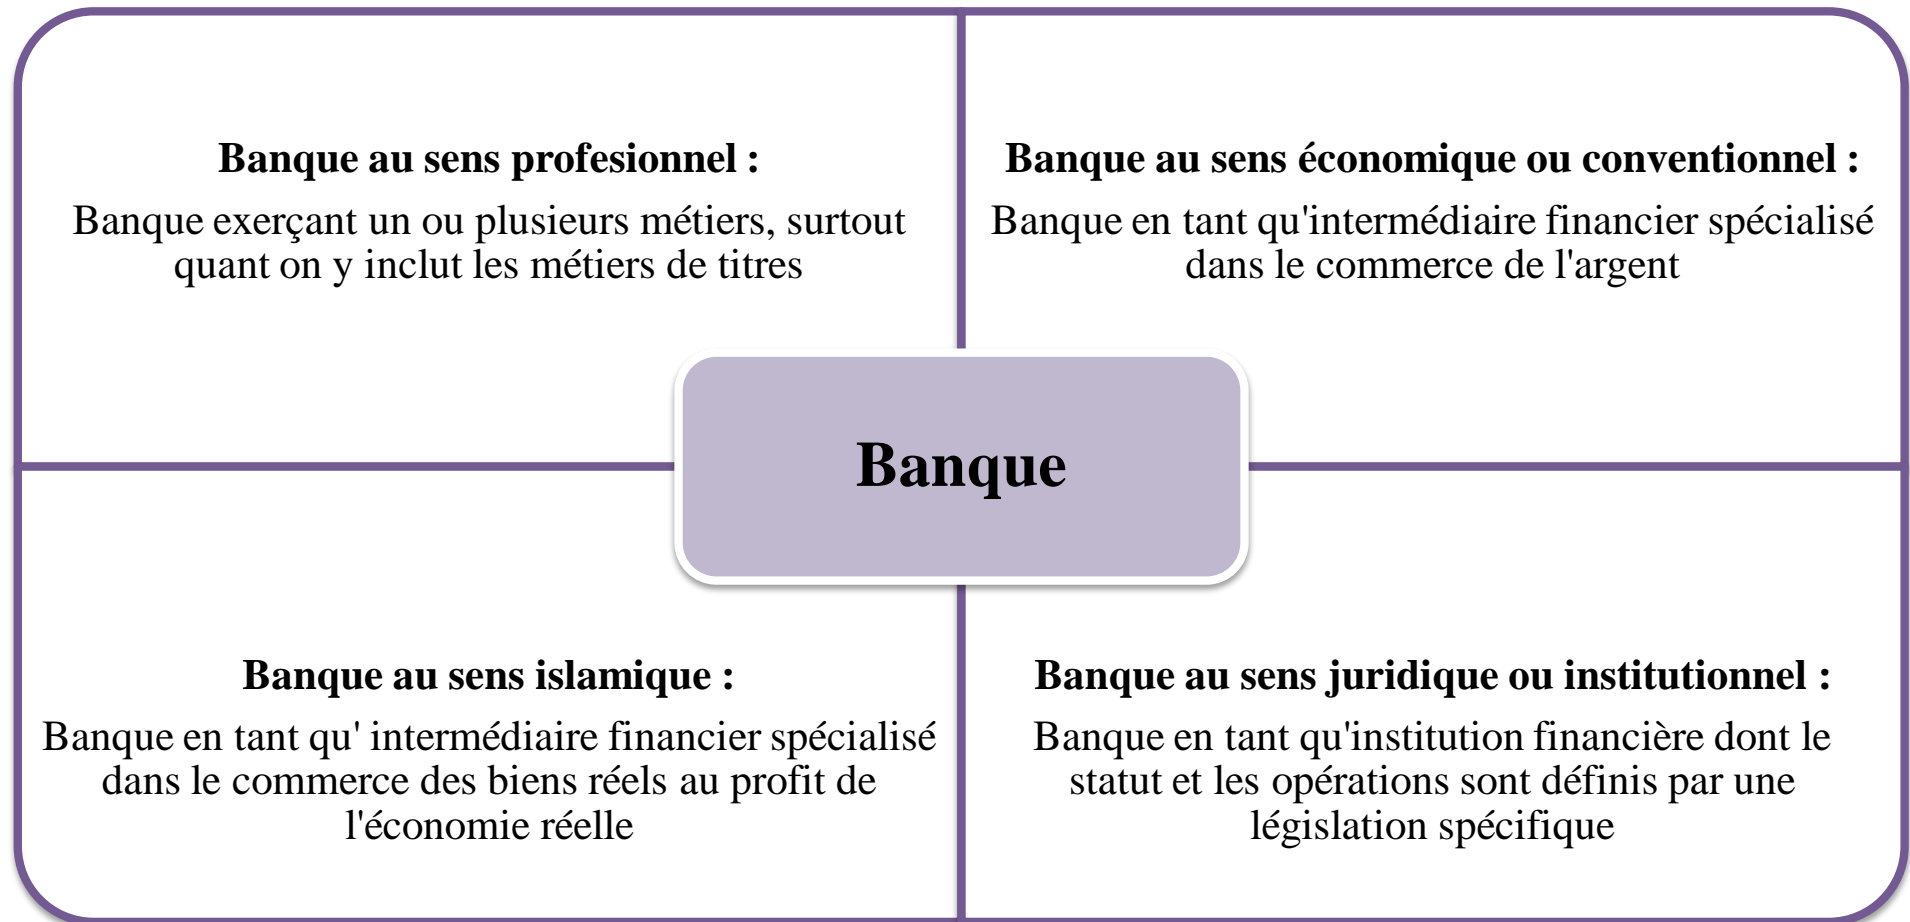 Banque au sens profesionnel :
Banque exerçant un ou plusieurs métiers, surtout
quant on y inclut les métiers de titres
Banque au sens économique ou conventionnel :
Banque en tant qu'intermédiaire financier spécialisé
dans le commerce de l'argent
Banque
Banque au sens islamique :
Banque en tant qu' intermédiaire financier spécialisé
dans le commerce des biens réels au profit de
l'économie réelle
Banque au sens juridique ou institutionnel :
Banque en tant qu'institution financière dont le
statut et les opérations sont définis par une
législation spécifique